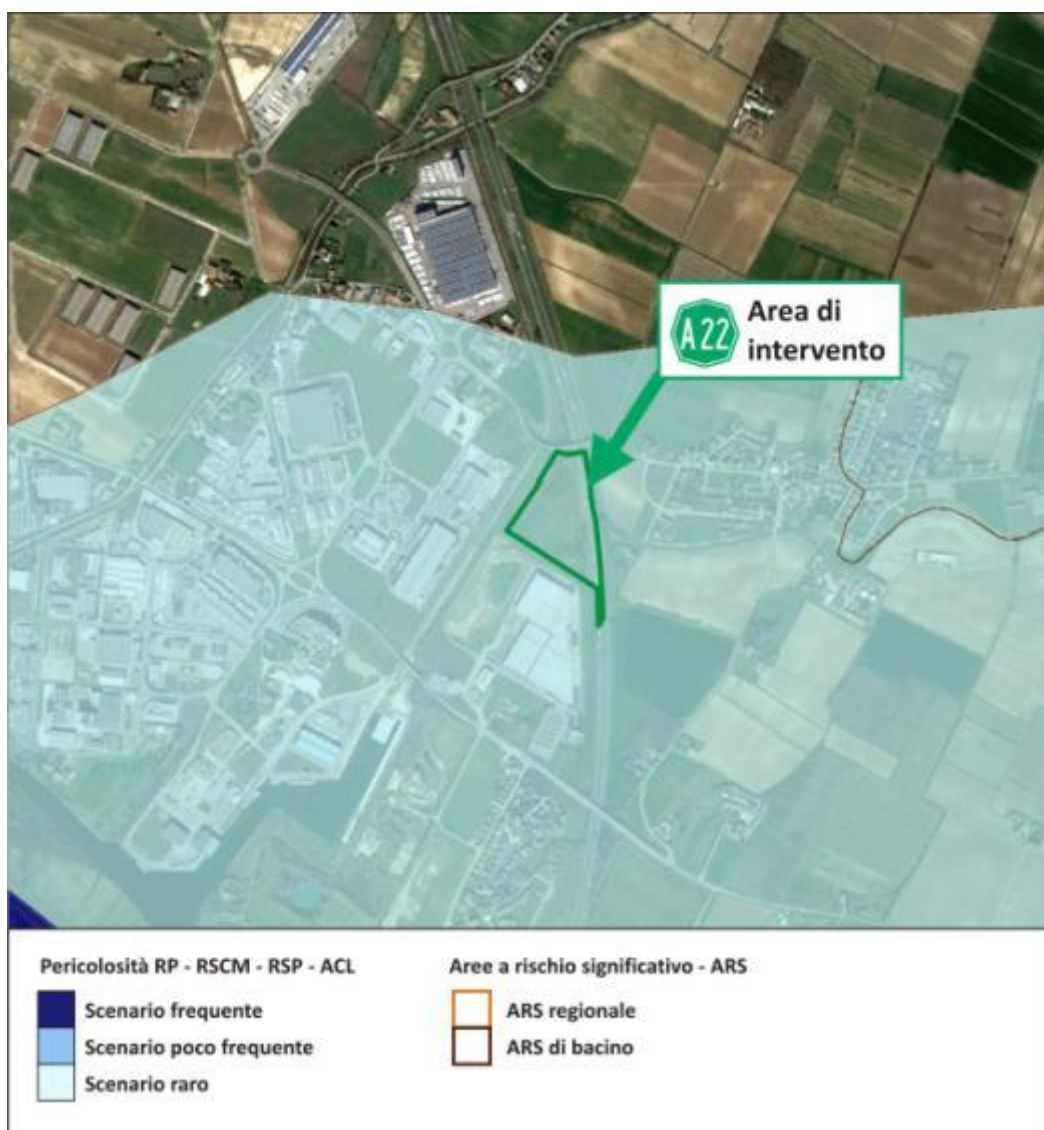 A22
Area di
intervento
Pericolosità RP - RSCM - RSP - ACL
Scenario frequente
Scenario poco frequente
Scenario raro
Aree a rischio significativo - ARS
ARS regionale
ARS di bacino